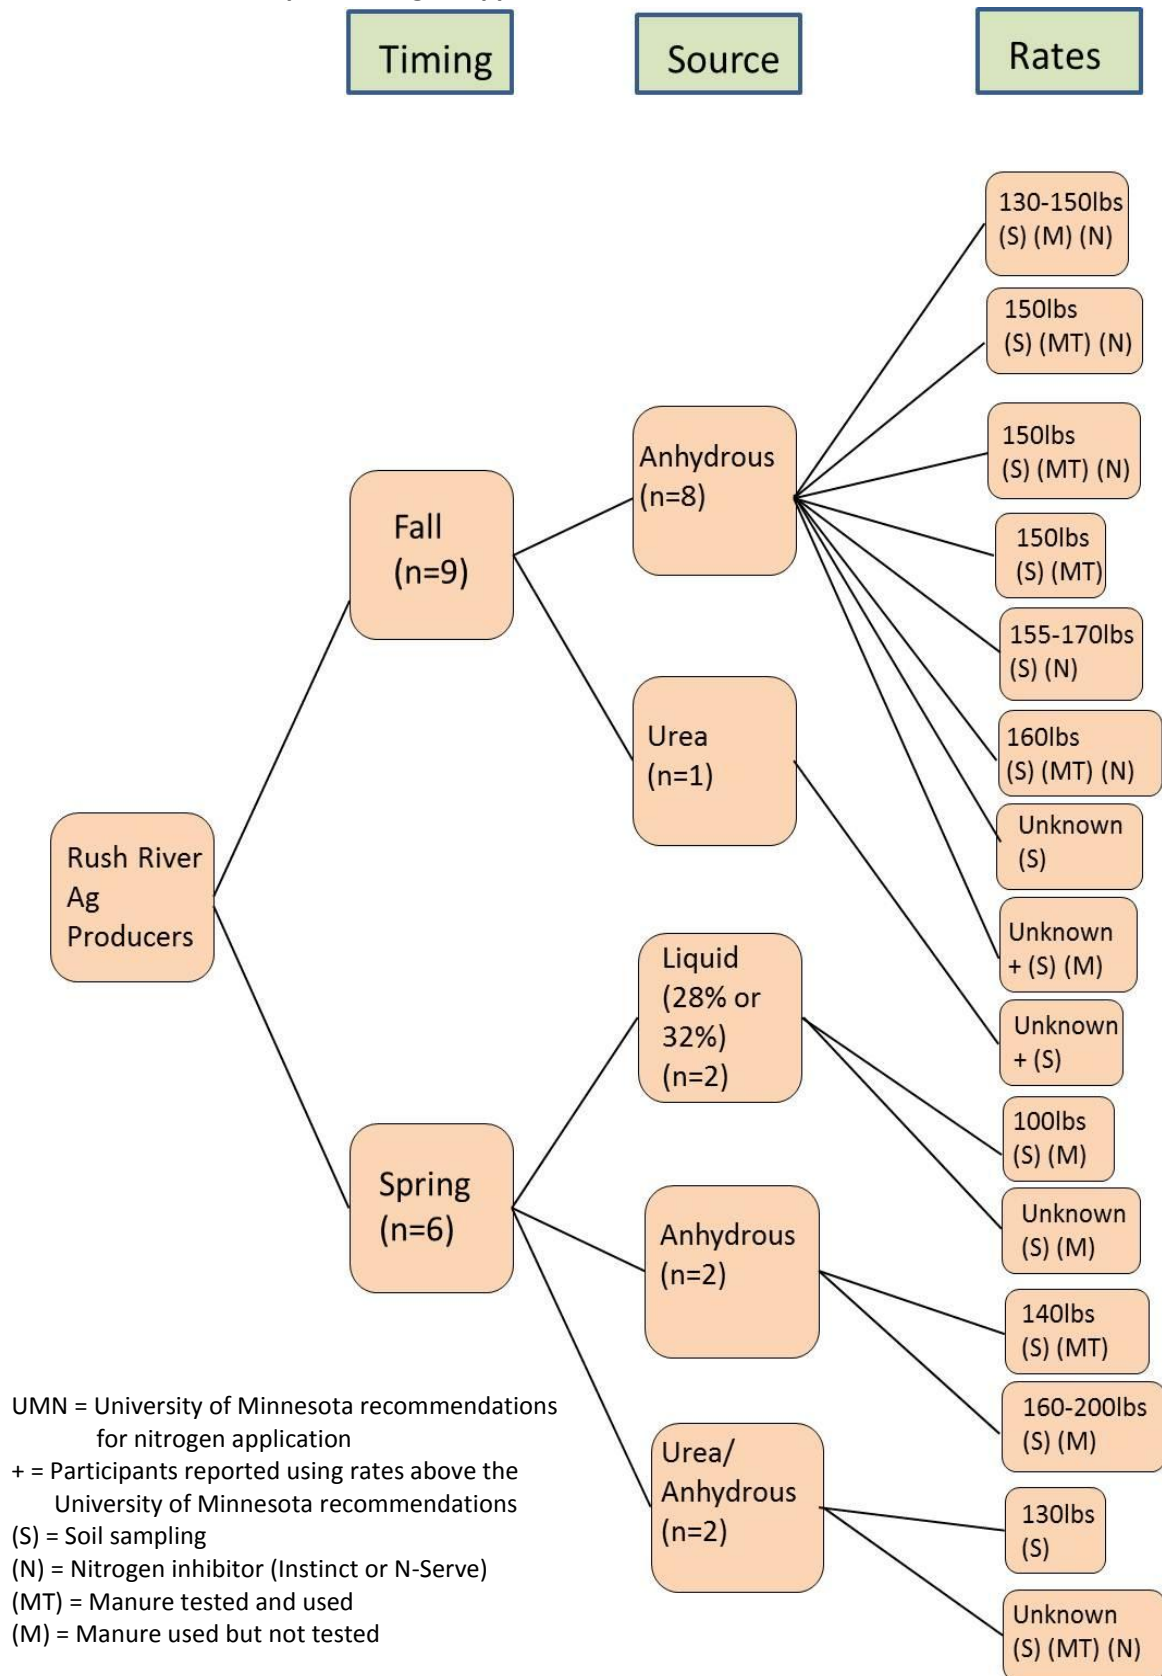 Timing
Source
Rates
130-150lbs
(S) (M) (N)
150lbs
(S) (MT) (N)
150lbs
(S) (MT) (N)
150lbs
(S) (MT)
155-170lbs
(S) (N)
160lbs
(S) (MT) (N)
Unknown
(S)
Unknown
+ (S) (M)
Unknown
+ (S)
100lbs
(S) (M)
Unknown
(S) (M)
140lbs
(S) (MT)
160-200lbs
(S) (M)
130lbs
(S)
Unknown
(S) (MT) (N)
Anhydrous
(n=8)
Urea
(n=1)
Liquid
(28% or
32%)
(n=2)
Anhydrous
(n=2)
Urea/
Anhydrous
(n=2)
Fall
(n=9)
Spring
(n=6)
Rush River
Ag
Producers
UMN = University of Minnesota recommendations
for nitrogen application
+ = Participants reported using rates above the
University of Minnesota recommendations
(S) = Soil sampling
(N) = Nitrogen inhibitor (Instinct or N-Serve)
(MT) = Manure tested and used
(M) = Manure used but not tested